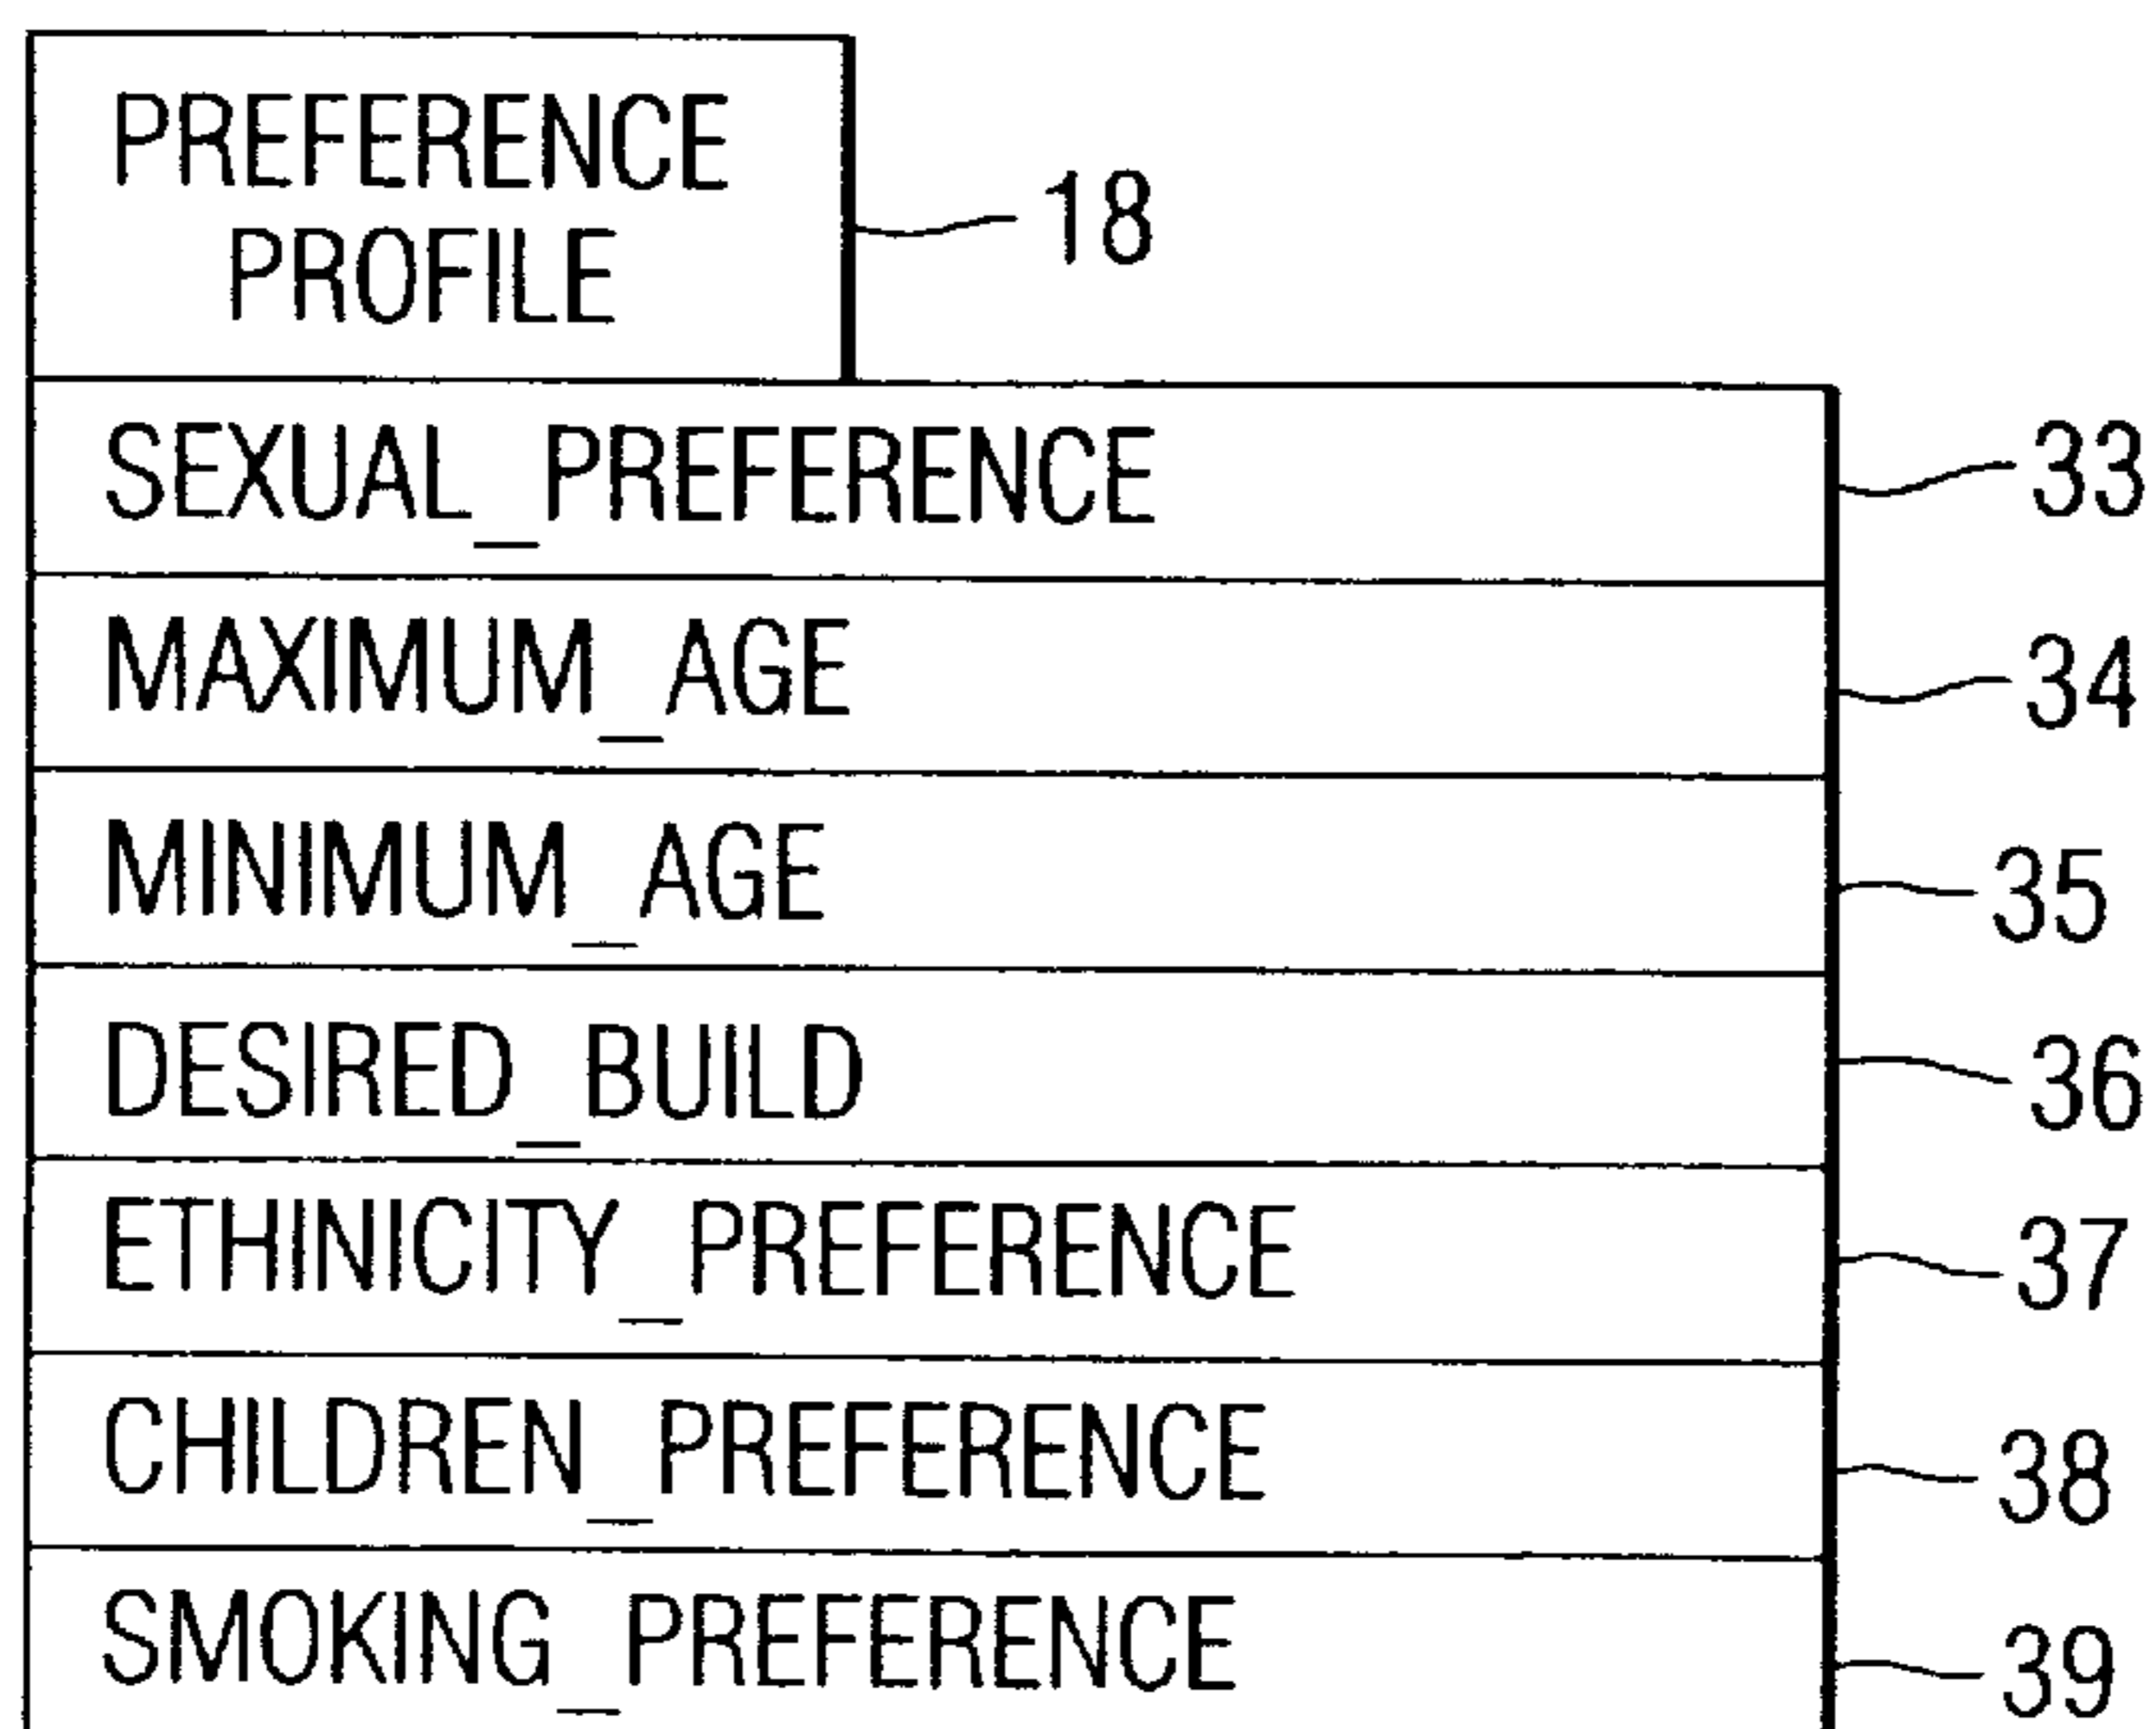 PREFERENCE
PROFILE
18
SEXUAL_PREFERENCE 33
MAXIMUM_AGE 34
MINIMUM_AGE 35
DESIRED_BUILD 36
ETHINICITY_PREFERENCE 37
CHILDREN_PREFERENCE 38
SMOKING_PREFERENCE 39